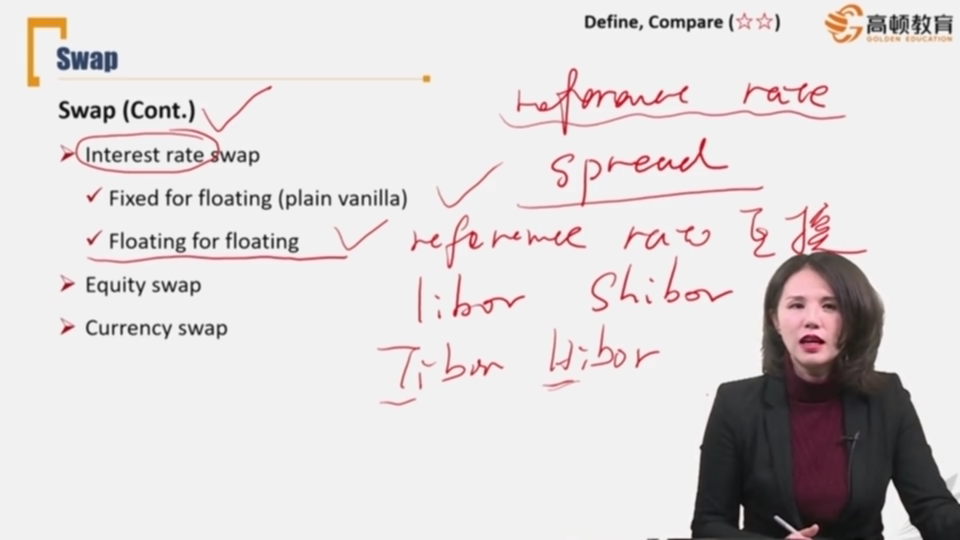 Define, Compare (☆☆)
高顿教育
GOLDEN EDUCATION
Swap
Swap (Cont.)
➤ Interest rate swap
✓ Fixed for floating (plain vanilla)
✓ Floating for floating
➤ Equity swap
➤ Currency swap
reference rate
spread
reference rate 互换
libor Shibor
Tibor Hibor